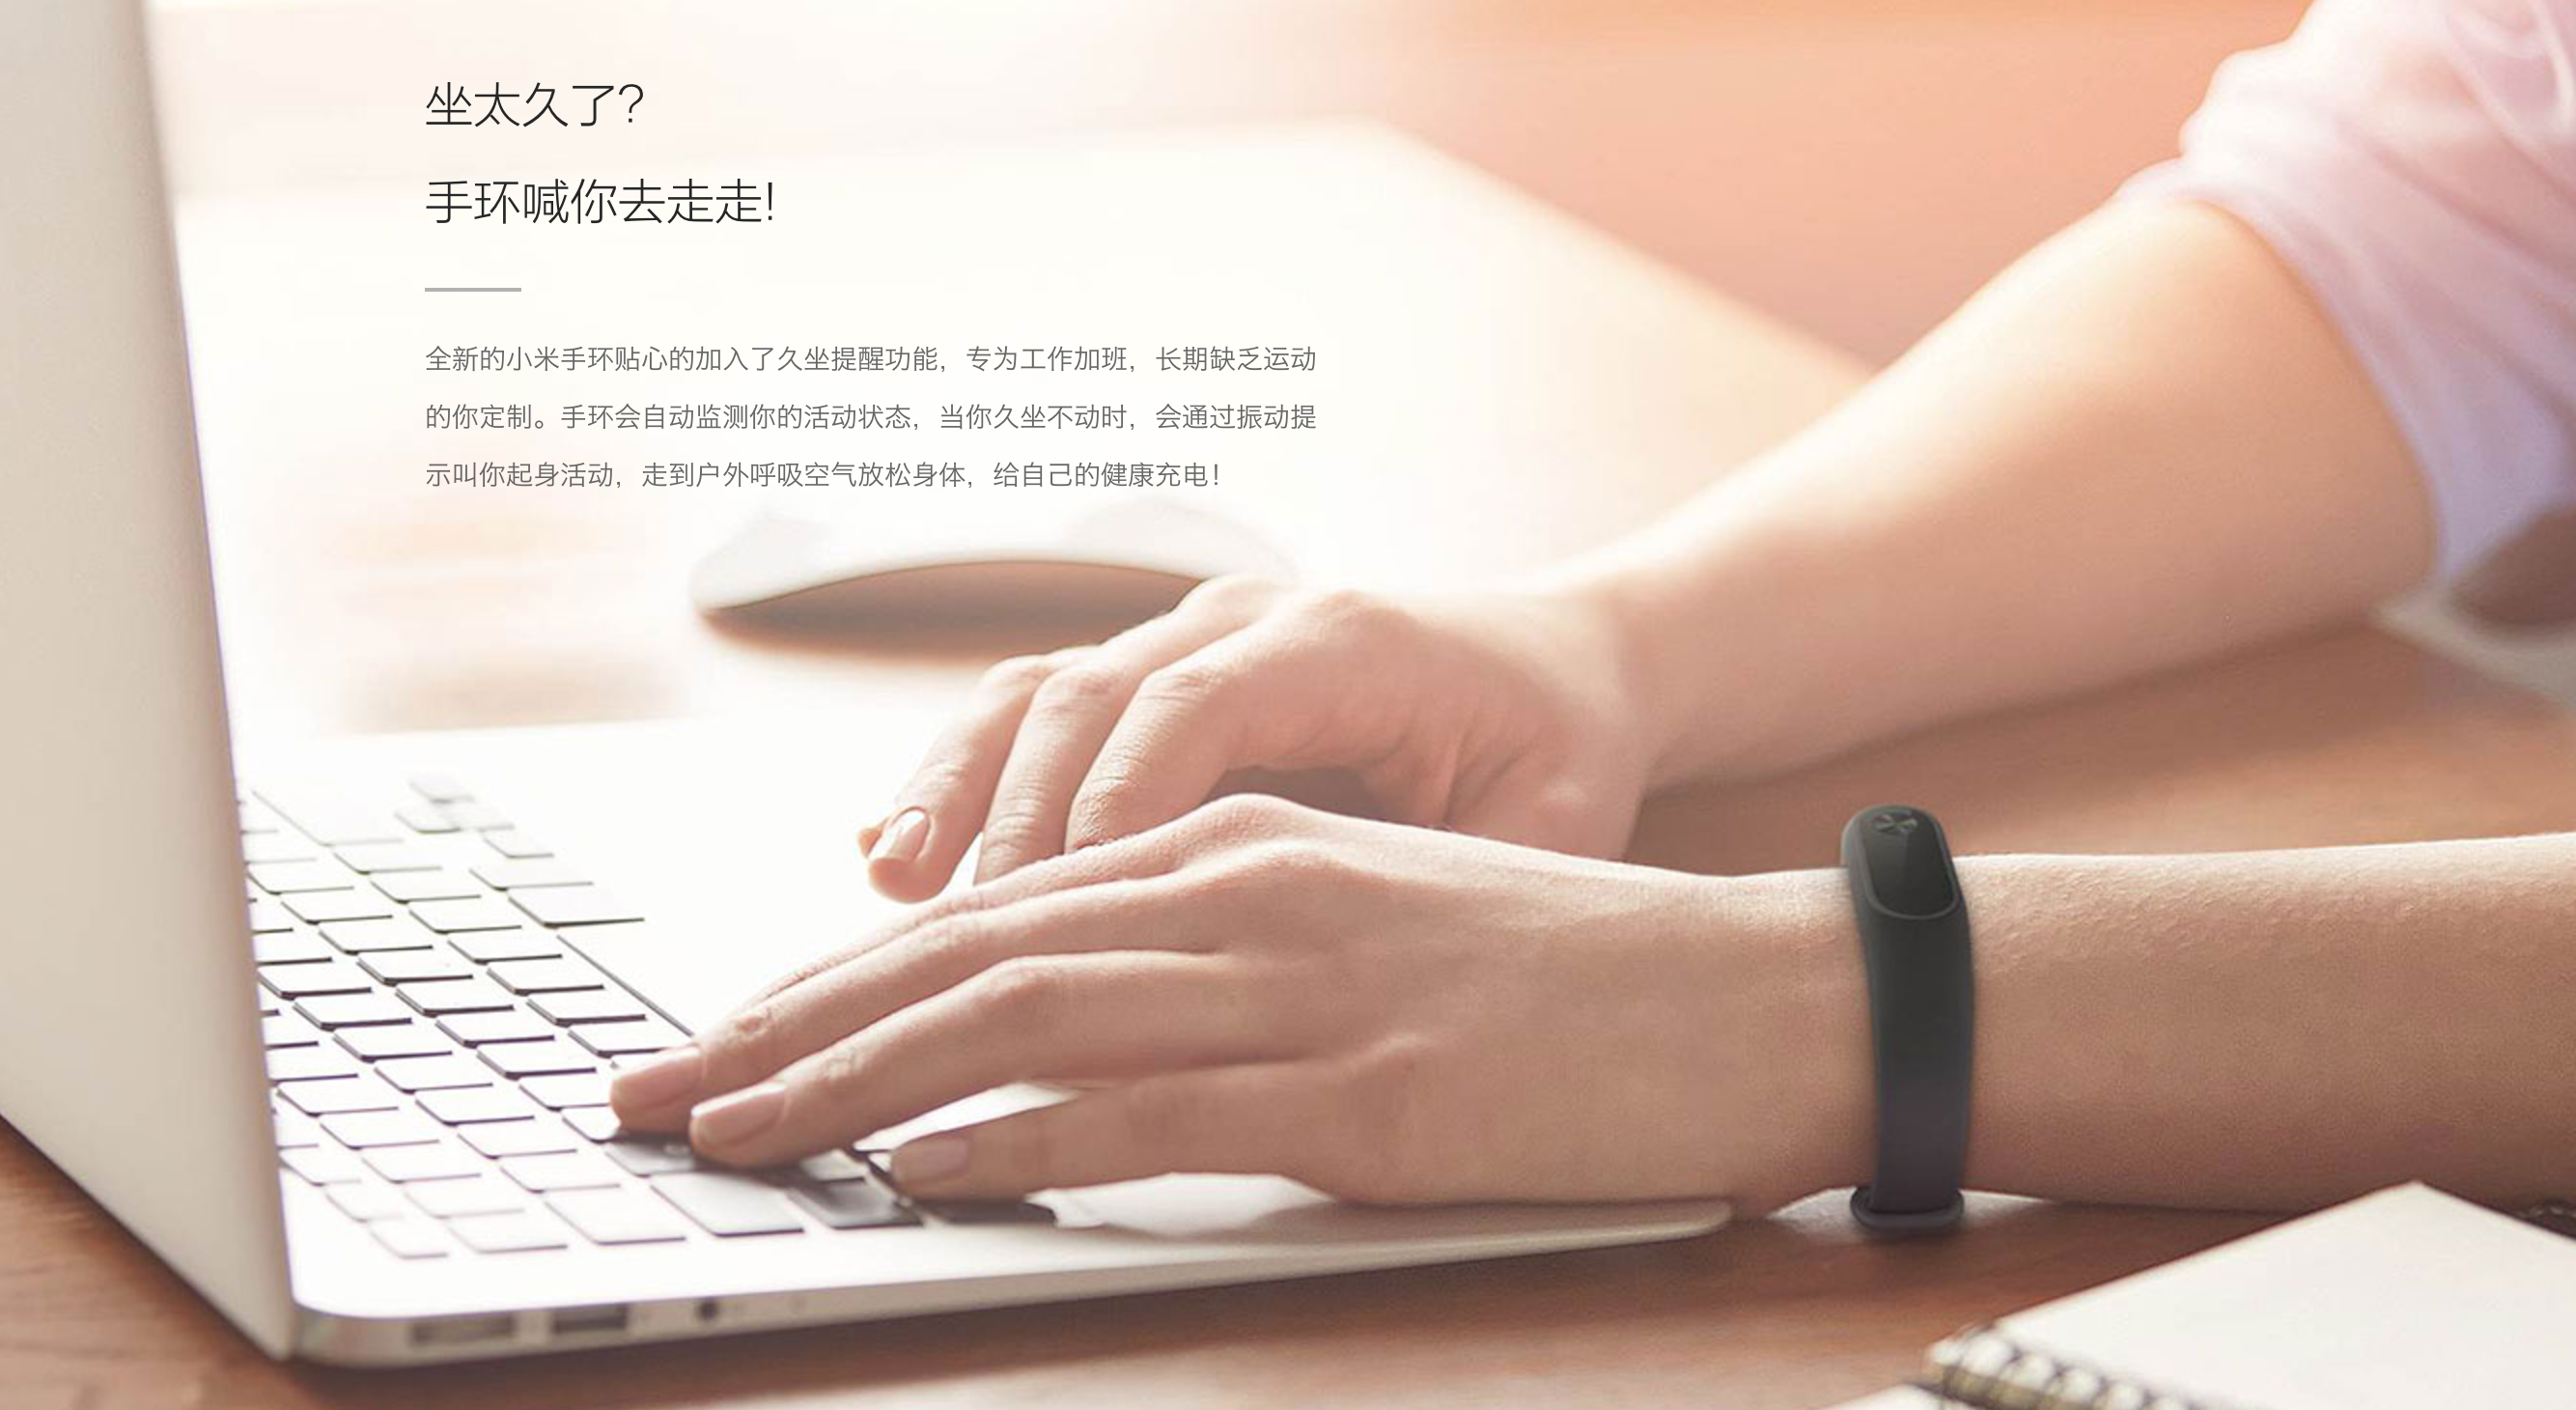 坐太久了？
手环喊你去走走！
全新的小米手环贴心的加入了久坐提醒功能，专为工作加班，长期缺乏运动
的你定制。手环会自动监测你的活动状态，当你久坐不动时，会通过振动提
示叫你起身活动，走到户外呼吸空气放松身体，给自己的健康充电！